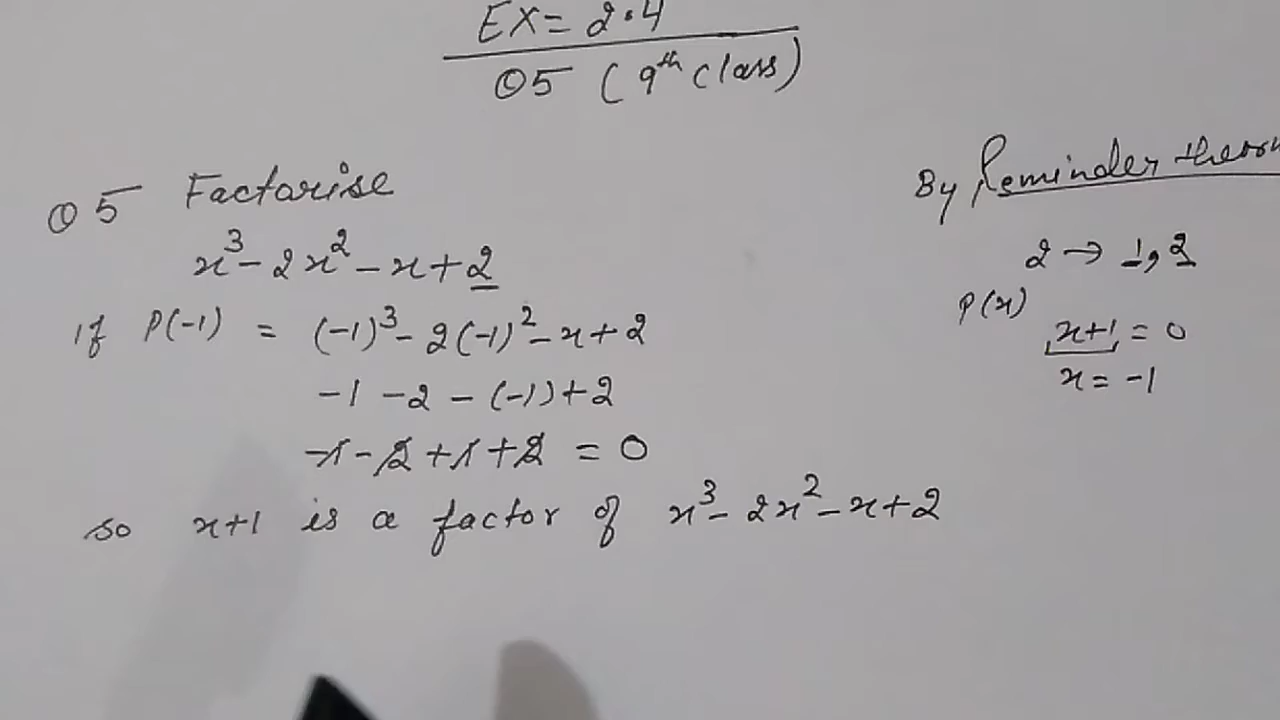 EX = 2.4
Q5 (9th class)
Q5 Factorise
x³ - 2x² - x + 2
if P(-1) = (-1)³ - 2(-1)² - x + 2
-1 - 2 - (-1) + 2
-1 - 2 + 1 + 2 = 0
so x+1 is a factor of x³ - 2x² - x + 2
By Reminder
2 → 1, 2
P(x)
x+1 = 0
x = -1